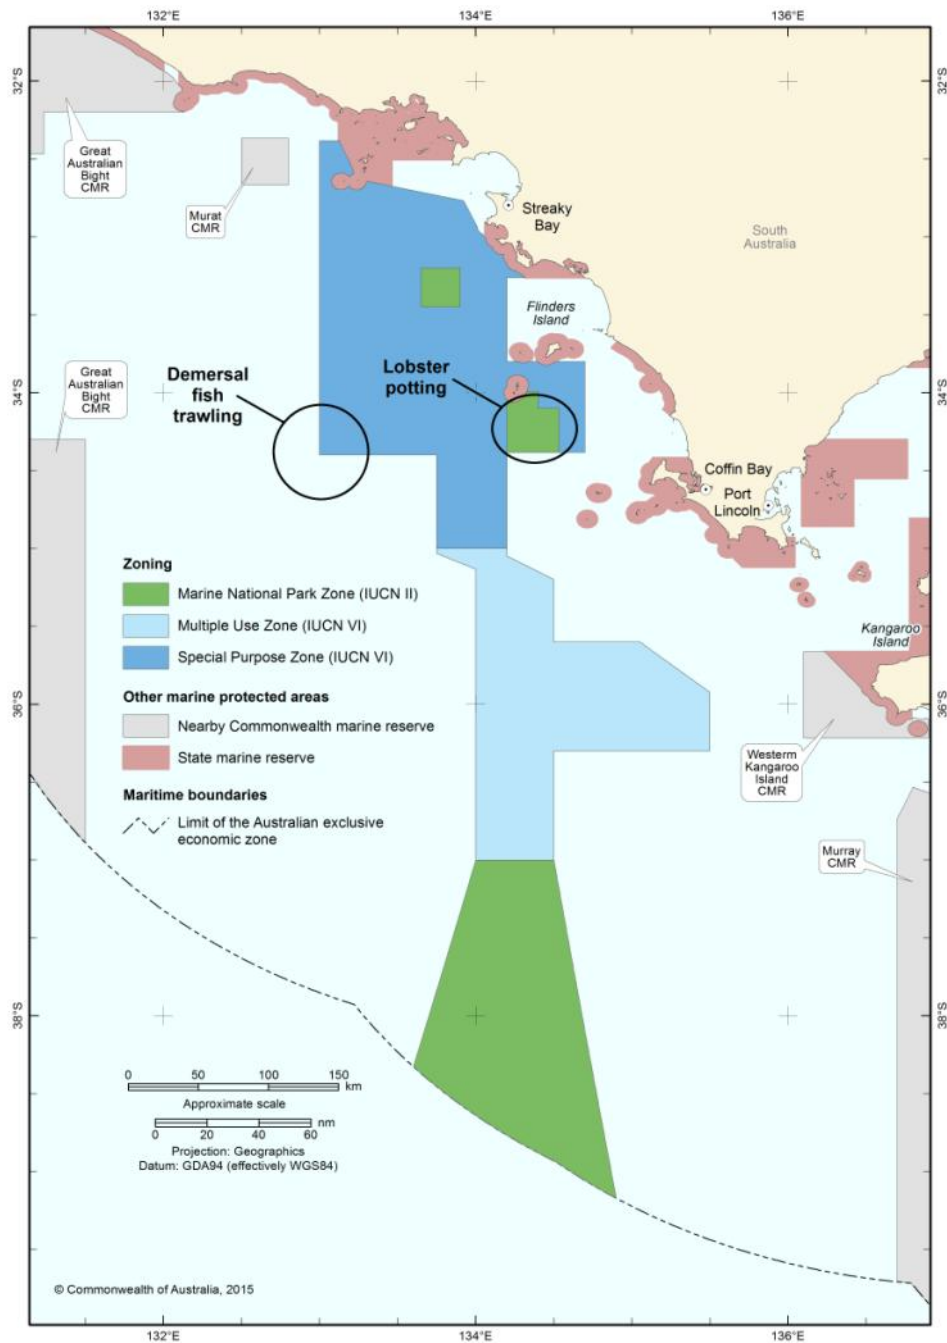 132°E
134°E
136°E
32°S
32°S
Great
Australian
Bight
CMR
Murat
CMR
Streaky
Bay
South
Australia
Flinders
Island
Great
Australian
Bight
CMR
Demersal
fish
trawling
Lobster
potting
34°S
34°S
Coffin Bay
Port
Lincoln
Kangaroo
Island
Zoning
Marine National Park Zone (IUCN II)
Multiple Use Zone (IUCN VI)
Special Purpose Zone (IUCN VI)
Other marine protected areas
Nearby Commonwealth marine reserve
State marine reserve
Maritime boundaries
Limit of the Australian exclusive
economic zone
36°S
36°S
Westerm
Kangaroo
Island
CMR
Murray
CMR
38°S
38°S
0 50 100 150
km
Approximate scale
nm
0 20 40 60
Projection: Geographics
Datum: GDA94 (effectively WGS84)
© Commonwealth of Australia, 2015
132°E
134°E
136°E